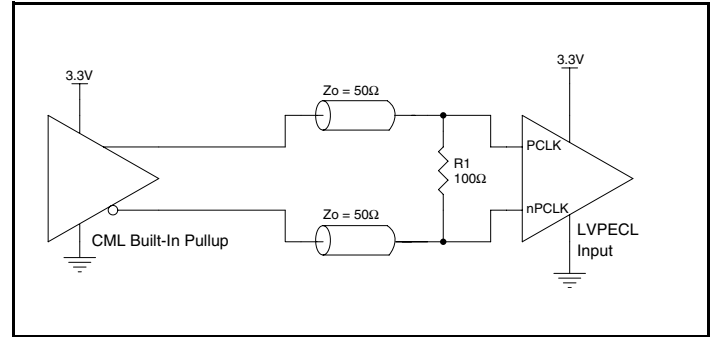 3.3V
3.3V
Zo = 50Ω
PCLK
R1
100Ω
nPCLK
Zo = 50Ω
CML Built-In Pullup
LVPECL
Input